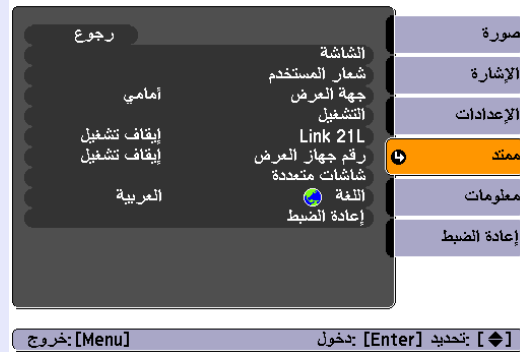 رجوع
الشاشة
شعار المستخدم
جهة العرض أمامي
التشغيل
Link 21L إيقاف تشغيل
رقم جهاز العرض إيقاف تشغيل
شاشات متعددة
اللغة العربية
إعادة الضبط
صورة
الإشارة
الإعدادات
ممتد
معلومات
إعادة الضبط
[◆] :تحديد [Enter] :دخول [Menu] :خروج